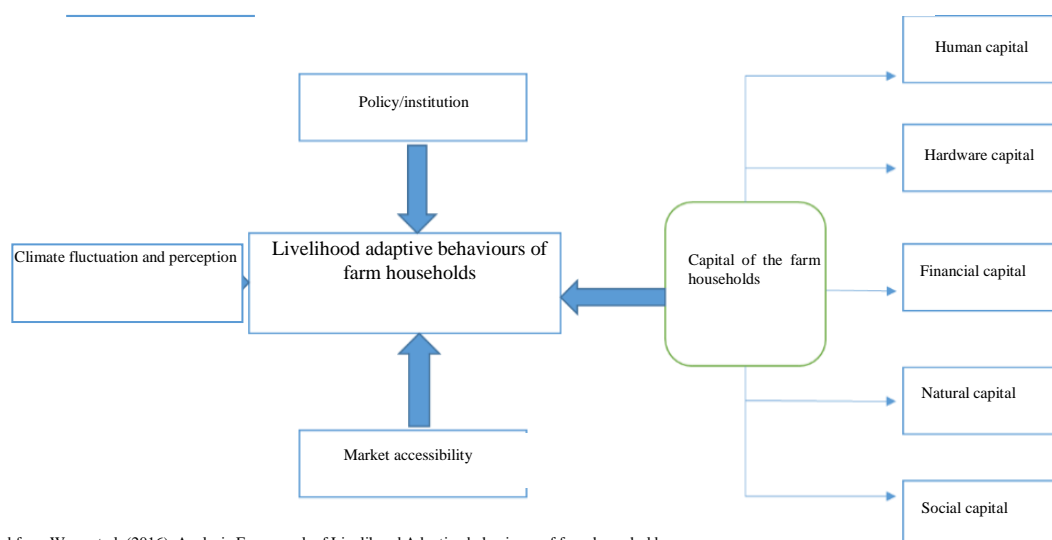 Human capital
Policy/institution
Hardware capital
Climate fluctuation and perception
Livelihood adaptive behaviours of
farm households
Capital of the farm
households
Financial capital
Natural capital
Market accessibility
Social capital
(2016)